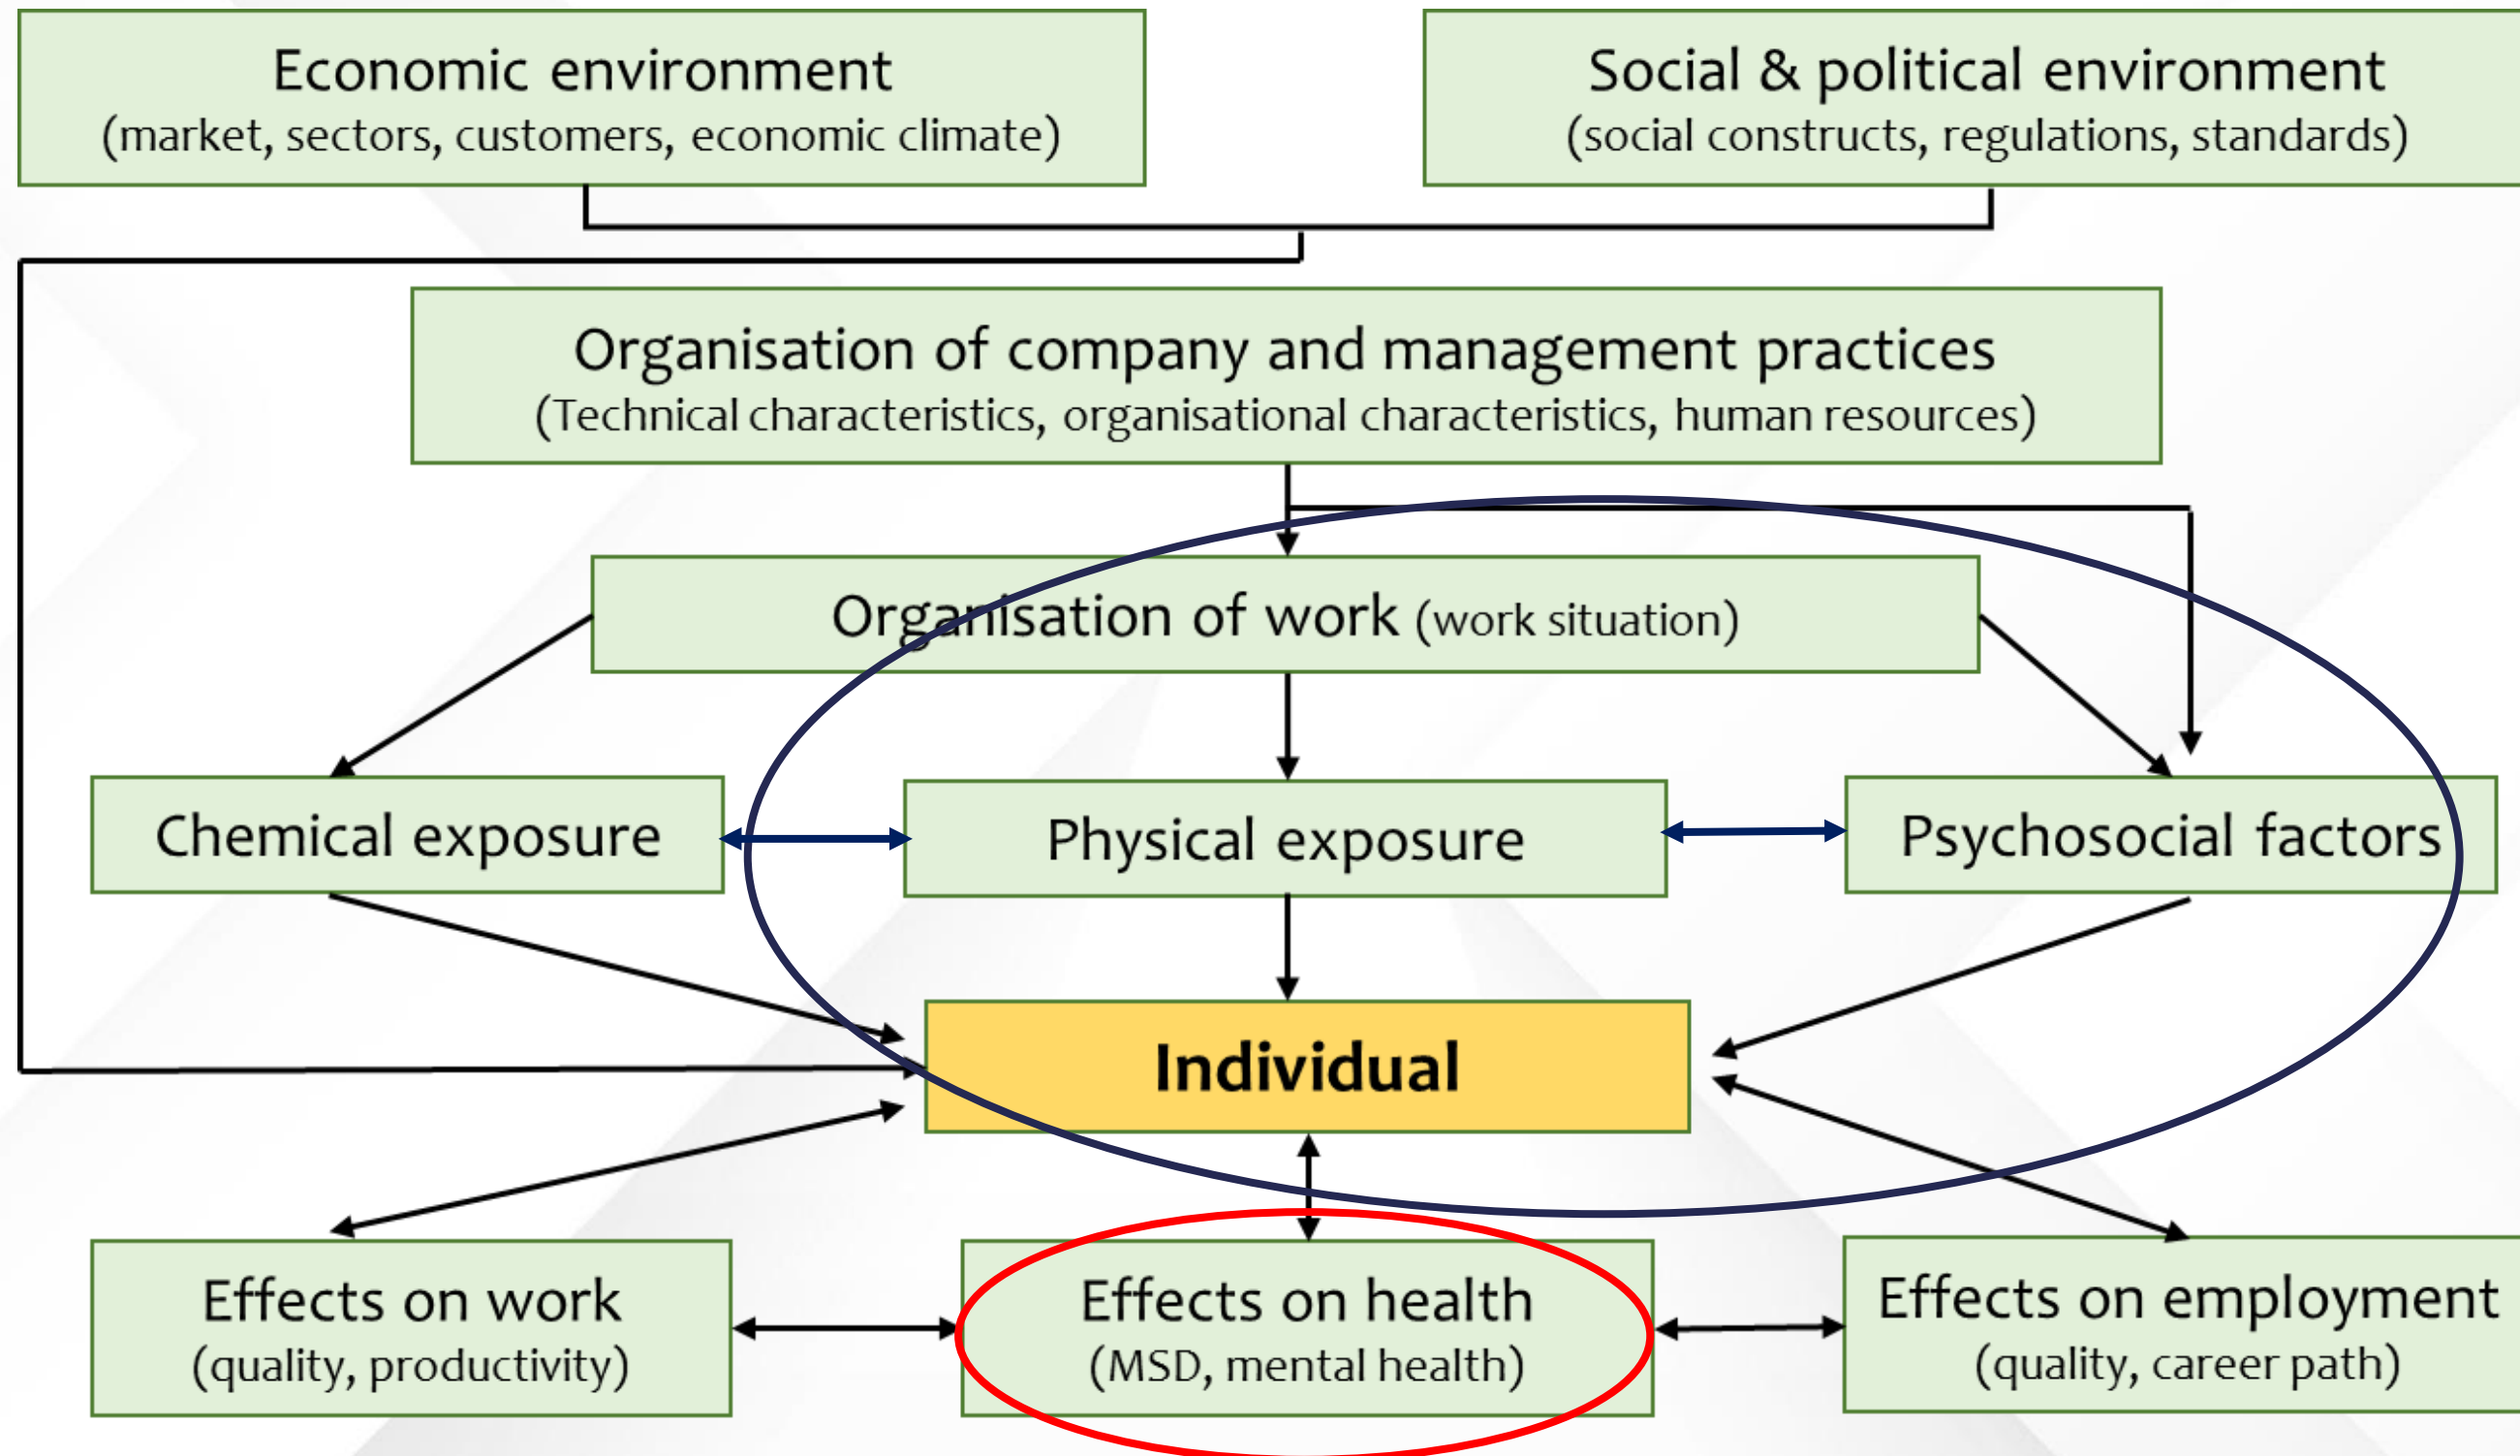 Economic environment
(market, sectors, customers, economic climate)
Social & political environment
(social constructs, regulations, standards)
Organisation of company and management practices
(Technical characteristics, organisational characteristics, human resources)
Organisation of work (work situation)
Chemical exposure
Physical exposure
Psychosocial factors
Individual
Effects on work
(quality, productivity)
Effects on health
(MSD, mental health)
Effects on employment
(quality, career path)